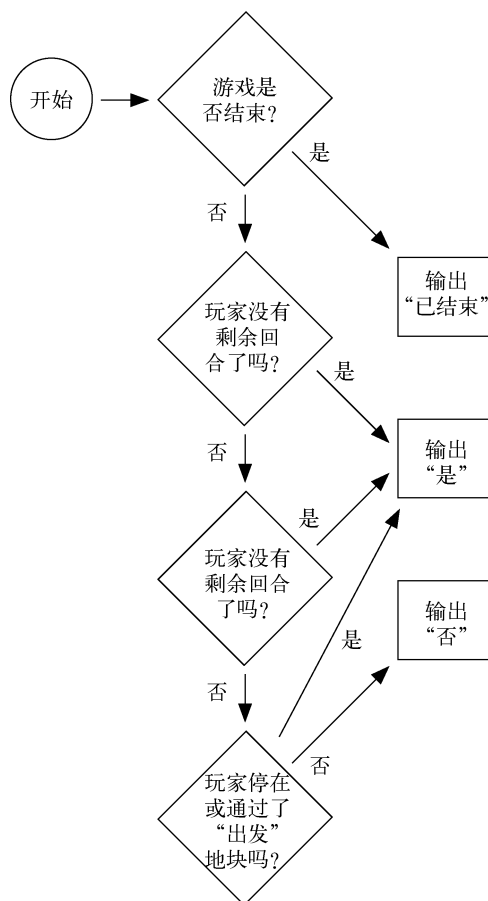 开始
游戏是
否结束？
是
否
输出
“已结束”
玩家没有
剩余回
合了吗？
是
否
输出
“是”
玩家没有
剩余回合
了吗？
是
否
输出
“否”
是
否
玩家停在
或通过了
“出发”
地块吗？